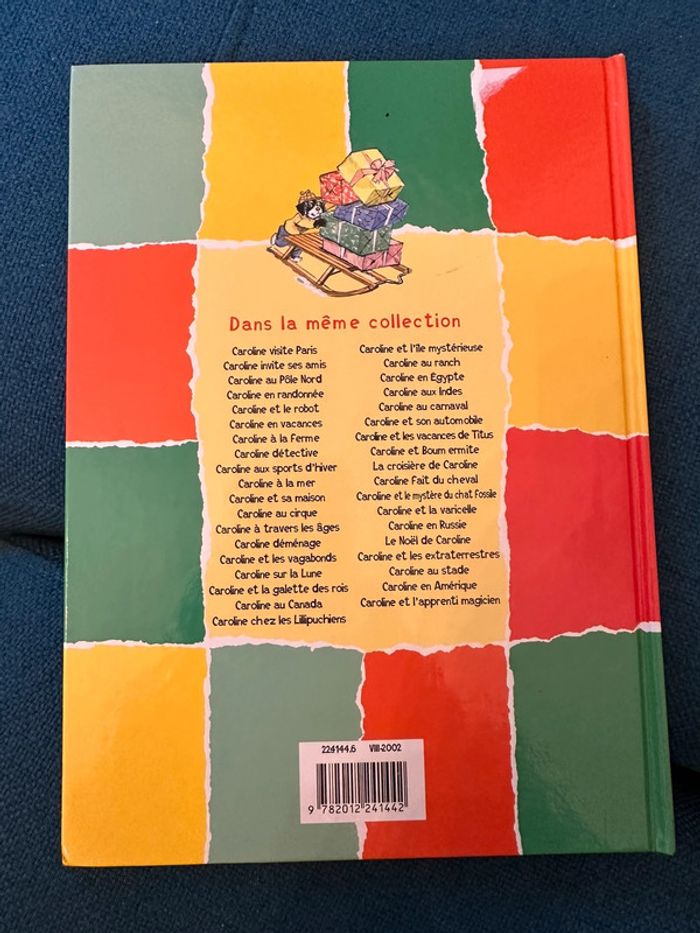 Dans la même collection
Caroline visite Paris
Caroline invite ses amis
Caroline au Pôle Nord
Caroline en randonnée
Caroline et le robot
Caroline en vacances
Caroline à la ferme
Caroline détective
Caroline aux sports d'hiver
Caroline à la mer
Caroline et sa maison
Caroline au cirque
Caroline à travers les âges
Caroline déménage
Caroline et les vagabonds
Caroline sur la Lune
Caroline et la galette des rois
Caroline au Canada
Caroline chez les Lillipuchiens
Caroline et l'île mystérieuse
Caroline au ranch
Caroline en Égypte
Caroline aux Indes
Caroline au carnaval
Caroline et son automobile
Caroline et les vacances de Titus
Caroline et Boum ermite
La croisière de Caroline
Caroline fait du cheval
Caroline et le mystère du chat fossile
Caroline et la varicelle
Caroline en Russie
Le Noël de Caroline
Caroline et les extraterrestres
Caroline au stade
Caroline en Amérique
Caroline et l'apprenti magicien
22.4144.6 VIII-2002
9 782012 241442